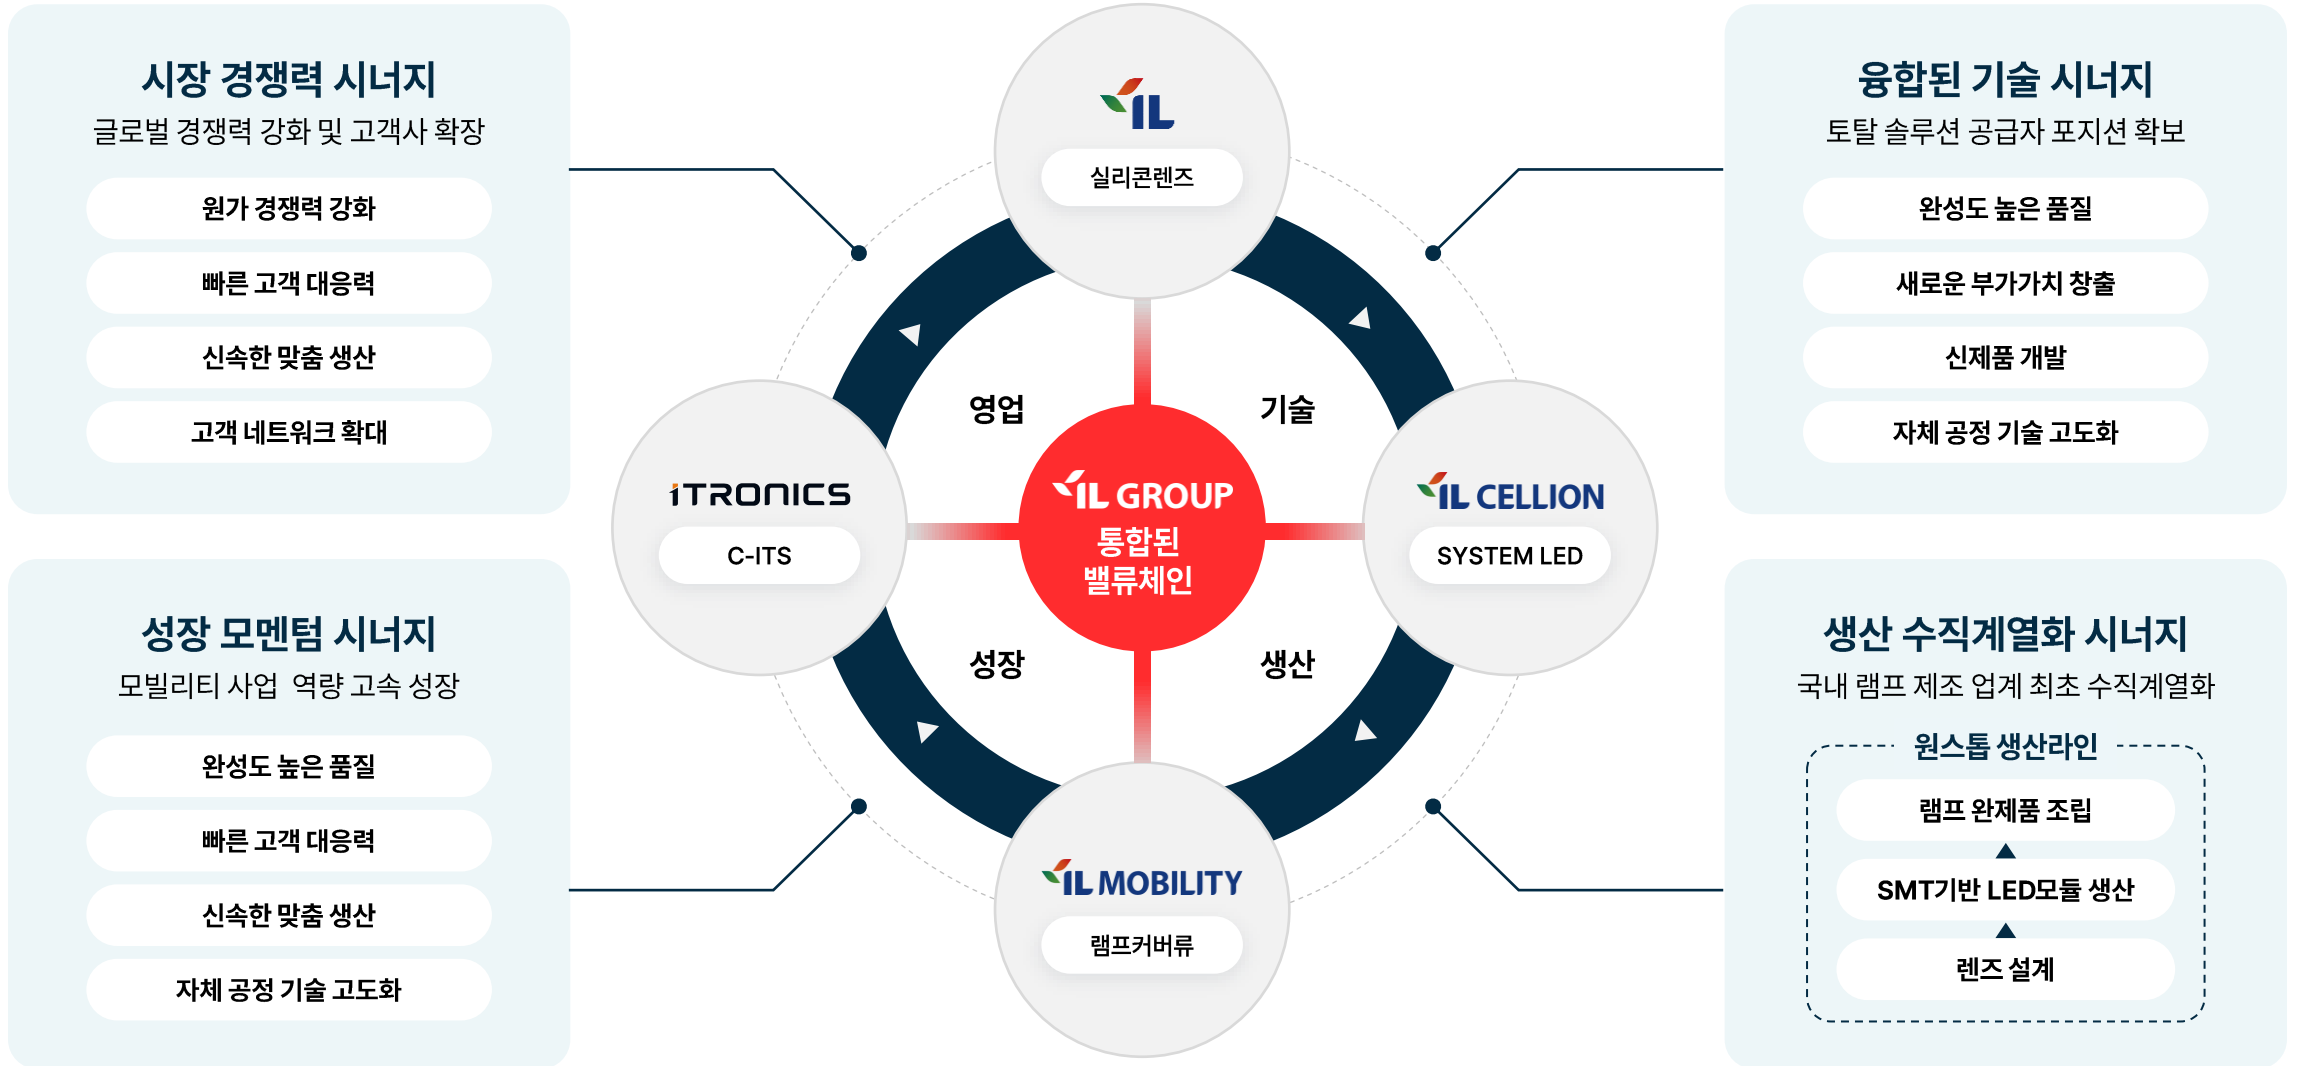 시장 경쟁력 시너지
글로벌 경쟁력 강화 및 고객사 확장
원가 경쟁력 강화
빠른 고객 대응력
신속한 맞춤 생산
고객 네트워크 확대
성장 모멘텀 시너지
모빌리티 사업 역량 고속 성장
완성도 높은 품질
빠른 고객 대응력
신속한 맞춤 생산
자체 공정 기술 고도화
IL
실리콘렌즈
영업
기술
iTRONICS
C-ITS
IL GROUP
통합된
밸류체인
IL CELLION
SYSTEM LED
성장
생산
IL MOBILITY
램프커버류
융합된 기술 시너지
토탈 솔루션 공급자 포지션 확보
완성도 높은 품질
새로운 부가가치 창출
신제품 개발
자체 공정 기술 고도화
생산 수직계열화 시너지
국내 램프 제조 업계 최초 수직계열화
원스톱 생산라인
램프 완제품 조립
SMT기반 LED모듈 생산
렌즈 설계